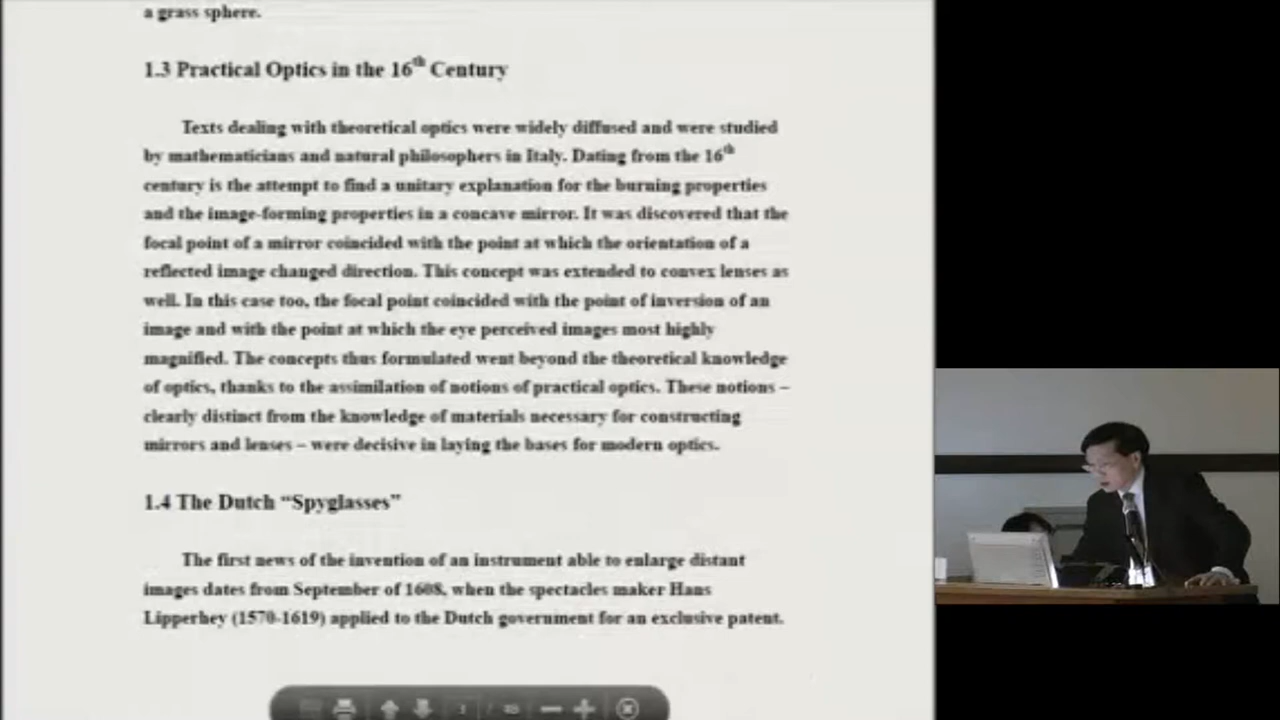 a grass sphere.
1.3 Practical Optics in the 16th Century
Texts dealing with theoretical optics were widely diffused and were studied
by mathematicians and natural philosophers in Italy. Dating from the 16th
century is the attempt to find a unitary explanation for the burning properties
and the image-forming properties in a concave mirror. It was discovered that the
focal point of a mirror coincided with the point at which the orientation of a
reflected image changed direction. This concept was extended to convex lenses as
well. In this case too, the focal point coincided with the point of inversion of an
image and with the point at which the eye perceived images most highly
magnified. The concepts thus formulated went beyond the theoretical knowledge
of optics, thanks to the assimilation of notions of practical optics. These notions –
clearly distinct from the knowledge of materials necessary for constructing
mirrors and lenses – were decisive in laying the bases for modern optics.
1.4 The Dutch “Spyglasses”
The first news of the invention of an instrument able to enlarge distant
images dates from September of 1608, when the spectacles maker Hans
Lipperhey (1570-1619) applied to the Dutch government for an exclusive patent.